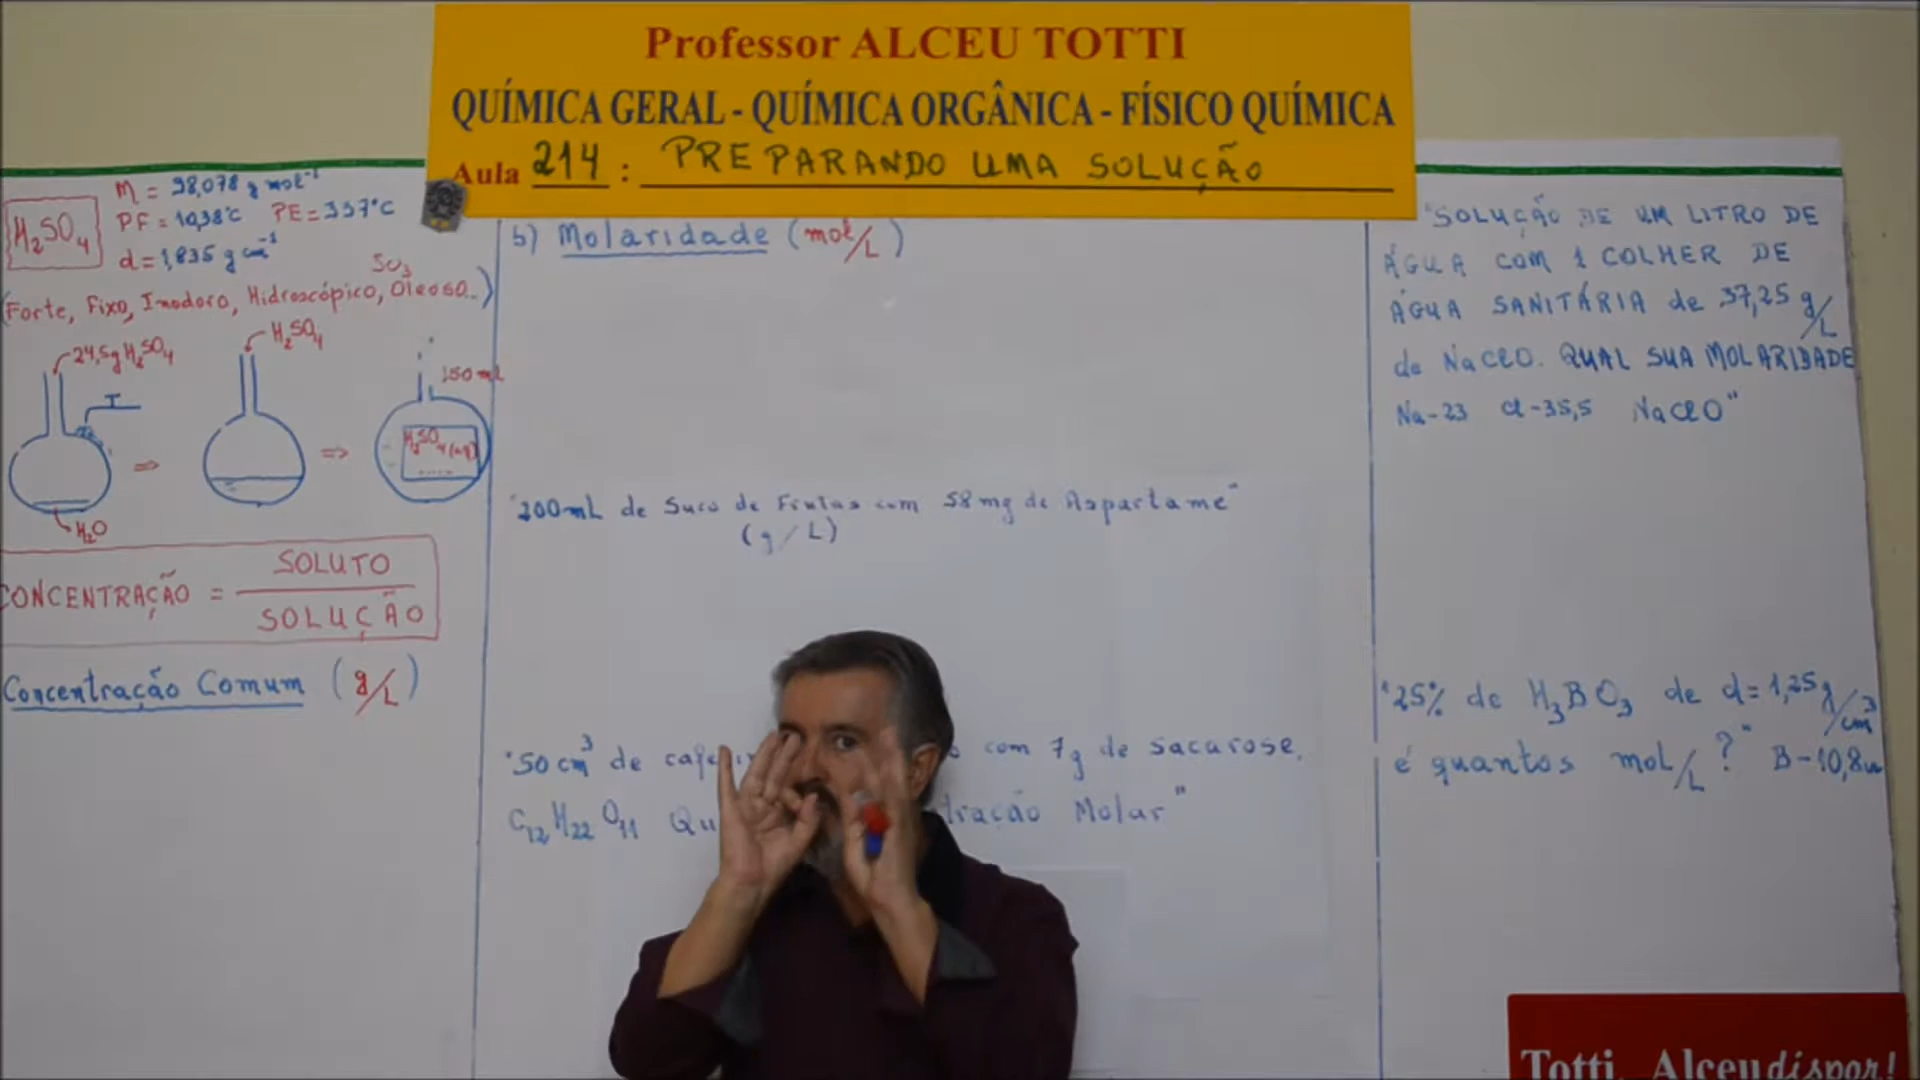 Professor ALCEU TOTTI
QUÍMICA GERAL - QUÍMICA ORGÂNICA - FÍSICO QUÍMICA
Aula 214 : PREPARANDO UMA SOLUÇÃO
H₂SO₄
M = 98,078 g mol⁻¹
PF = 10,38°C PE = 337°C
d = 1,835 g cm⁻¹
SO₃
(Forte, Fixo, Inodoro, Hidroscópico, Oleoso..)
24,5g H₂SO₄
H₂SO₄
150 mL
H₂SO₄(aq)
⇒ ⇒
H₂O
CONCENTRAÇÃO = SOLUTO
SOLUÇÃO
Concentração Comum (g/L)
b) Molaridade (mol/L)
"200mL de Suco de Frutas com 58mg de Aspartame"
(g/L)
"50 cm³ de com 7g de sacarose.
C₁₂H₂₂O₁₁ Molar"
"SOLUÇÃO DE UM LITRO DE
ÁGUA COM 1 COLHER DE
ÁGUA SANITÁRIA de 37,25 g/L
de NaClO. QUAL SUA MOLARIDADE
Na-23 Cl-35,5 NaClO"
"25% de H₃BO₃ de d=1,25g/cm³
é quantos mol/L?" B-10,8u
Totti. Alceu dispor!